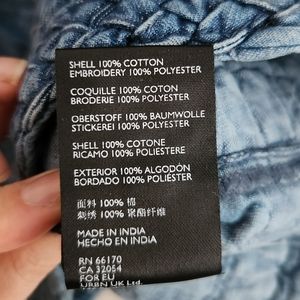 SHELL 100% COTTON
EMBROIDERY 100% POLYESTER
COQUILLE 100% COTON
BRODERIE 100% POLYESTER
OBERSTOFF 100% BAUMWOLLE
STICKEREI 100% POLYESTER
SHELL 100% COTONE
RICAMO 100% POLIESTERE
EXTERIOR 100% ALGODÓN
BORDADO 100% POLIÉSTER
面料 100% 棉
刺绣 100% 聚酯纤维
MADE IN INDIA
HECHO EN INDIA
RN 66170
CA 32054
FOR EU
URBN UK Ltd.